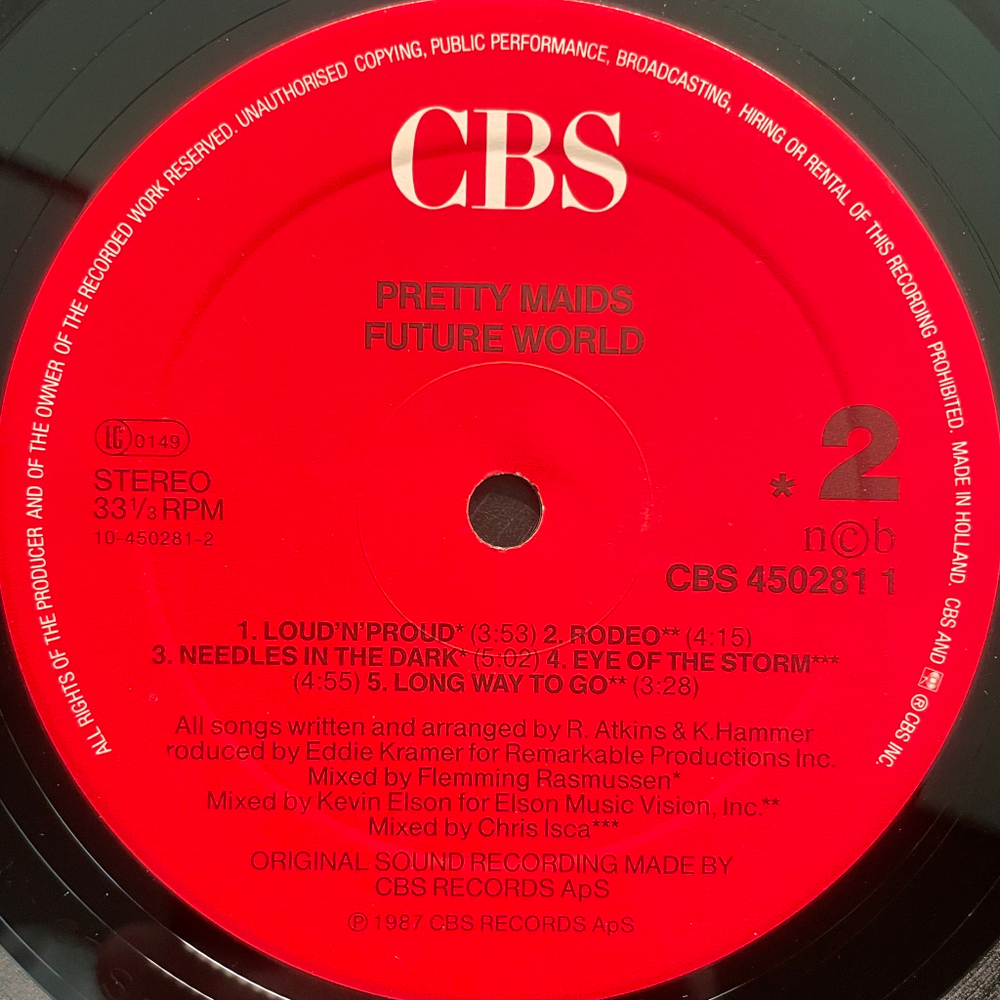 ALL RIGHTS OF THE PRODUCER AND OF THE OWNER OF THE RECORDED WORK RESERVED. UNAUTHORISED COPYING, PUBLIC PERFORMANCE, BROADCASTING, HIRING OR RENTAL OF THIS RECORDING PROHIBITED. MADE IN HOLLAND. CBS AND ℗ CBS INC.
CBS
PRETTY MAIDS
FUTURE WORLD
LC 0149
STEREO
33 1/3 RPM
10-450281-2
* 2
n©b
CBS 450281 1
1. LOUD'N'PROUD* (3:53) 2. RODEO** (4:15)
3. NEEDLES IN THE DARK* (5:02) 4. EYE OF THE STORM***
(4:55) 5. LONG WAY TO GO** (3:28)
All songs written and arranged by R. Atkins & K.Hammer
roduced by Eddie Kramer for Remarkable Productions Inc.
Mixed by Flemming Rasmussen*
Mixed by Kevin Elson for Elson Music Vision, Inc.**
Mixed by Chris Isca***
ORIGINAL SOUND RECORDING MADE BY
CBS RECORDS ApS
℗ 1987 CBS RECORDS ApS